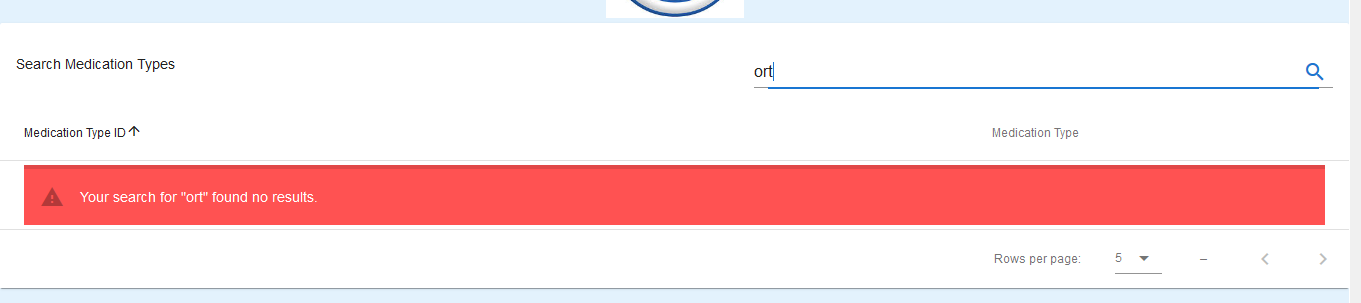 Search Medication Types
ort
Medication Type ID
Medication Type
Your search for "ort" found no results.
Rows per page: 5 –